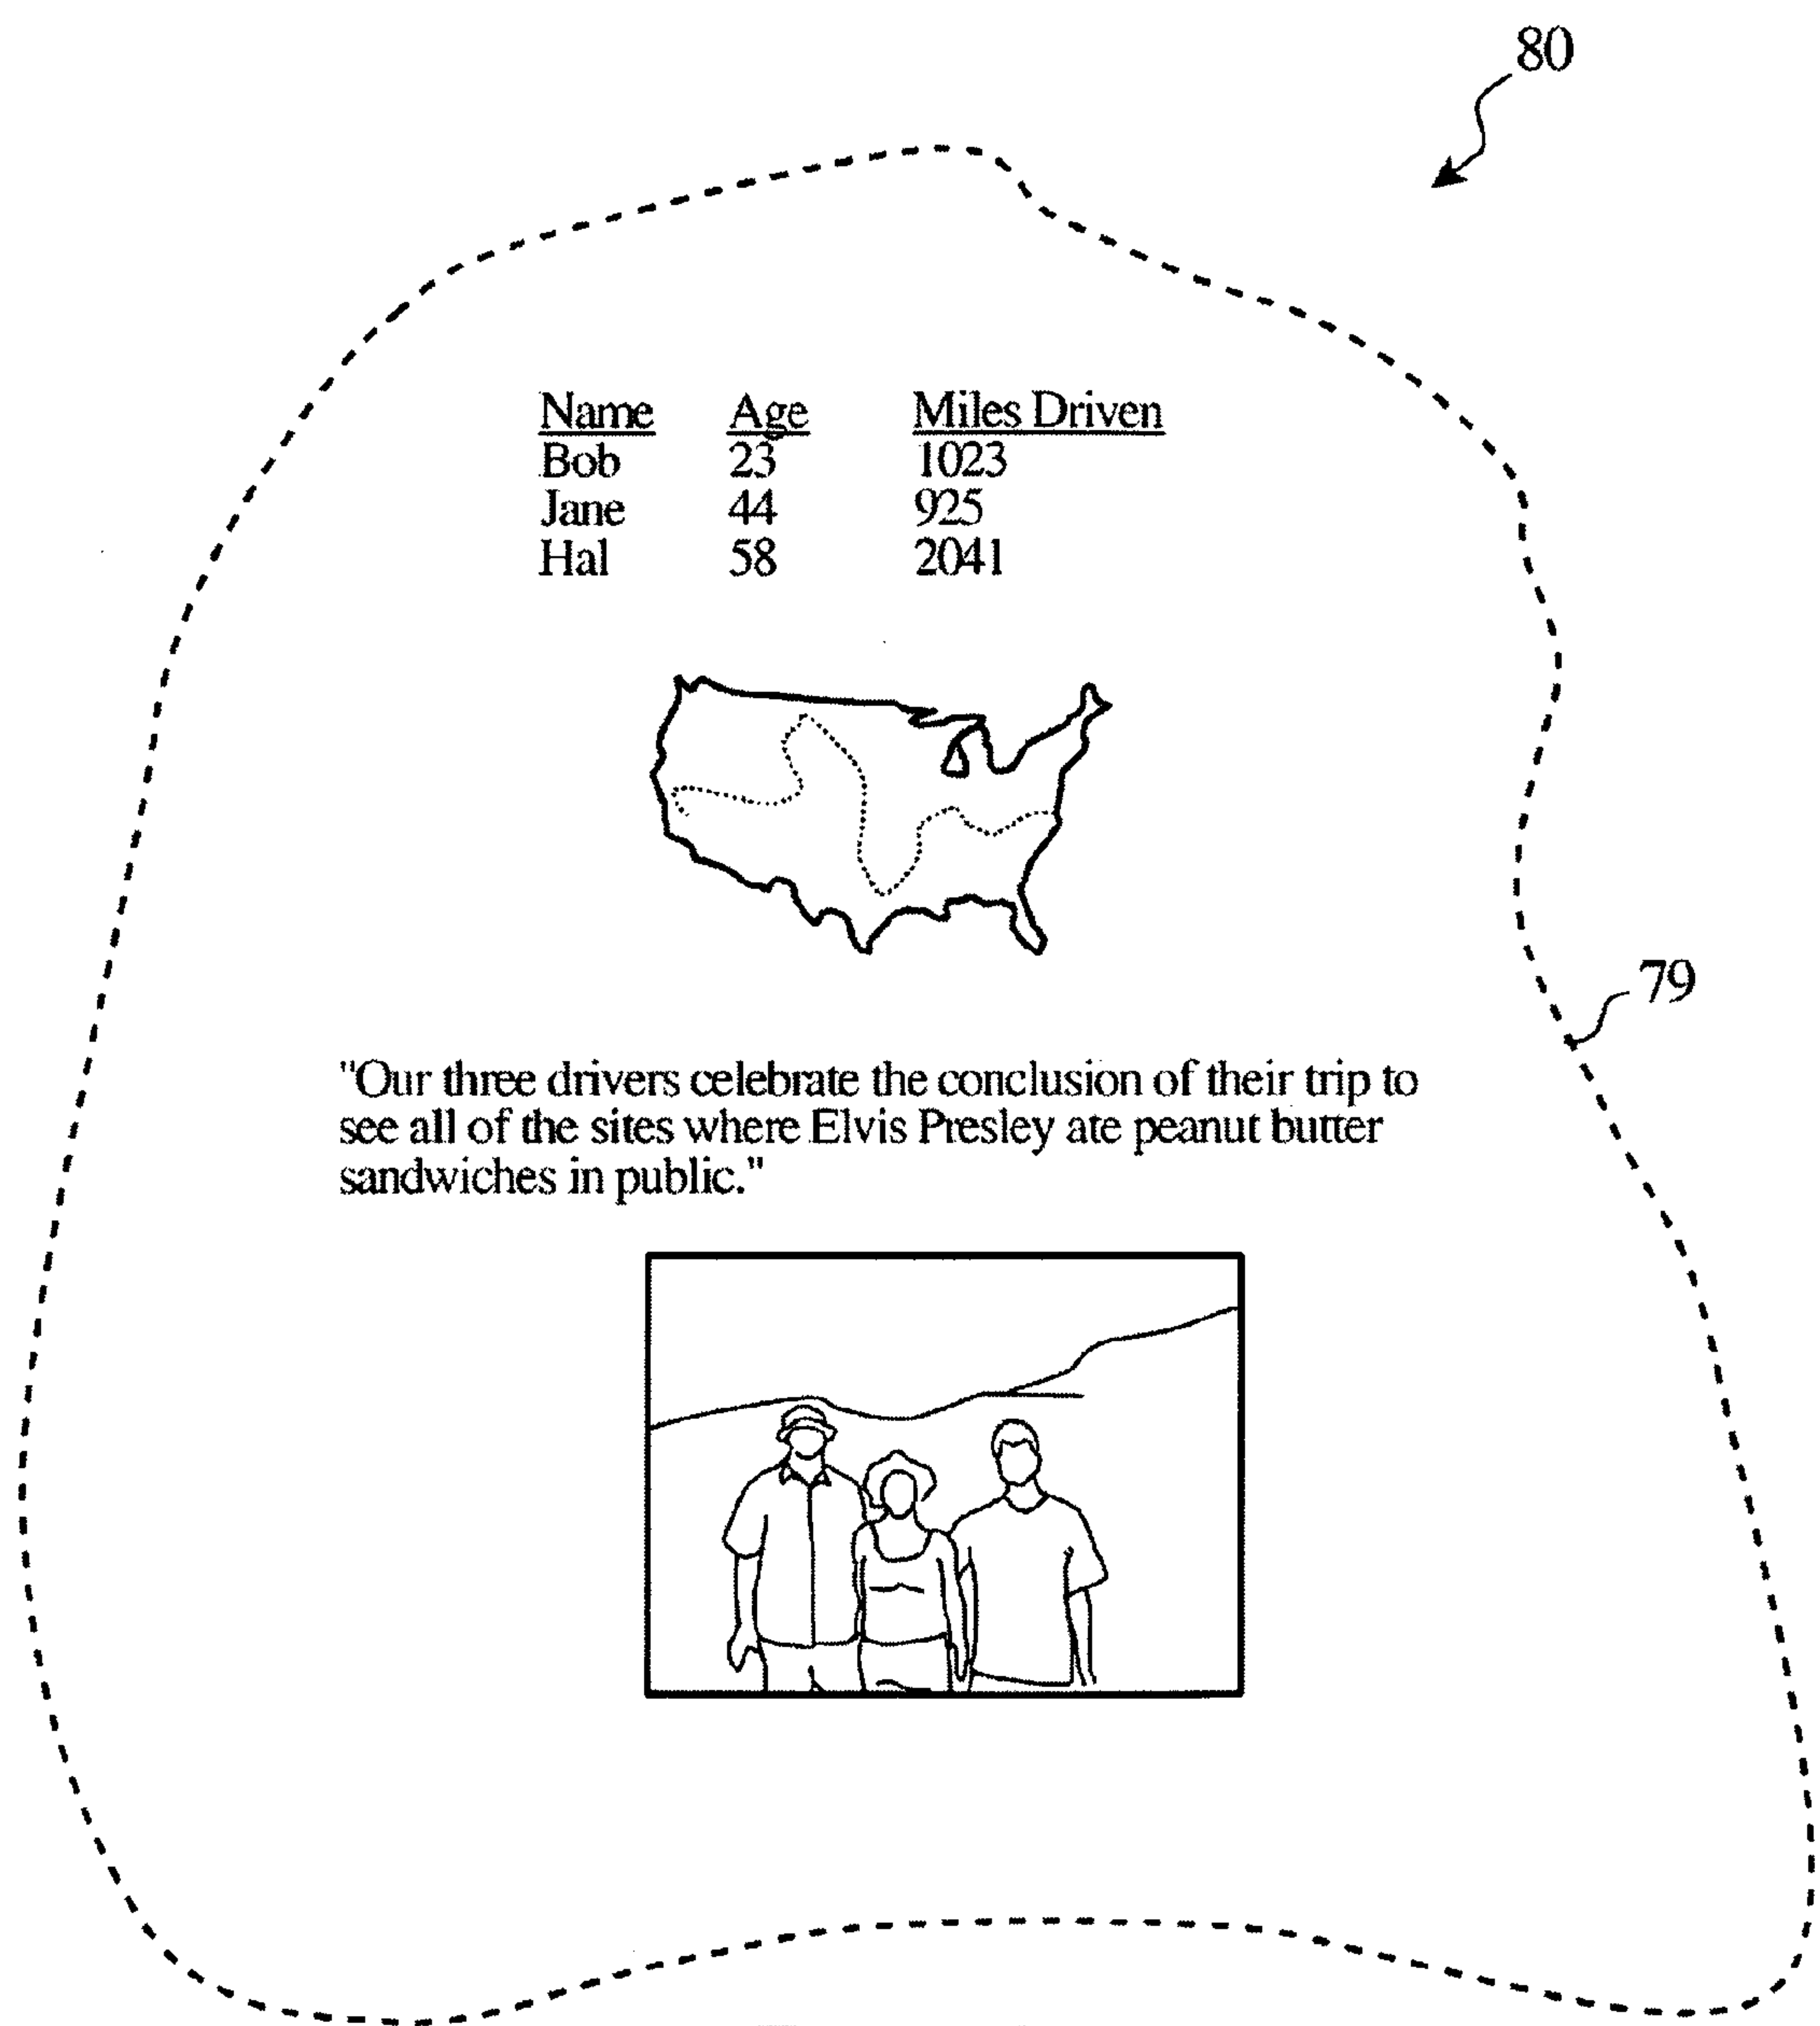 80
Name Age Miles Driven
Bob 23 1023
Jane 44 925
Hal 58 2041
79
"Our three drivers celebrate the conclusion of their trip to
see all of the sites where Elvis Presley ate peanut butter
sandwiches in public."